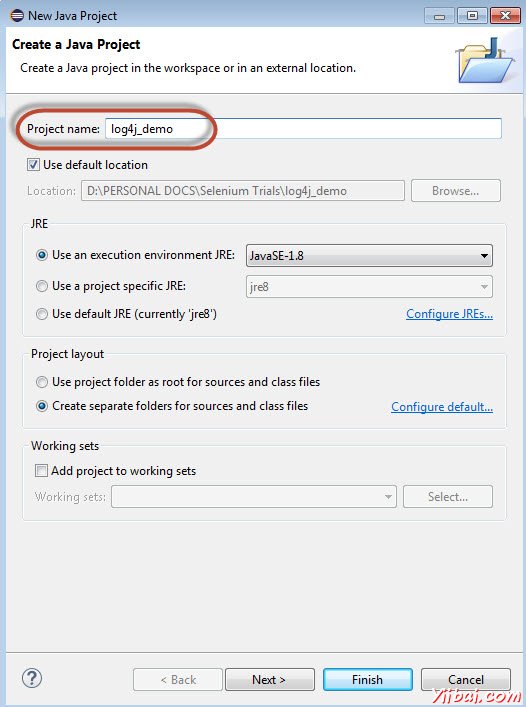 New Java Project
Create a Java Project
Create a Java project in the workspace or in an external location.
Project name: log4j_demo
Use default location
Location: D:\PERSONAL DOCS\Selenium Trials\log4j_demo Browse...
JRE
Use an execution environment JRE: JavaSE-1.8
Use a project specific JRE: jre8
Use default JRE (currently 'jre8') Configure JREs...
Project layout
Use project folder as root for sources and class files
Create separate folders for sources and class files Configure default...
Working sets
Add project to working sets
Working sets: Select...
? < Back Next > Finish Cancel
Yiibai.com